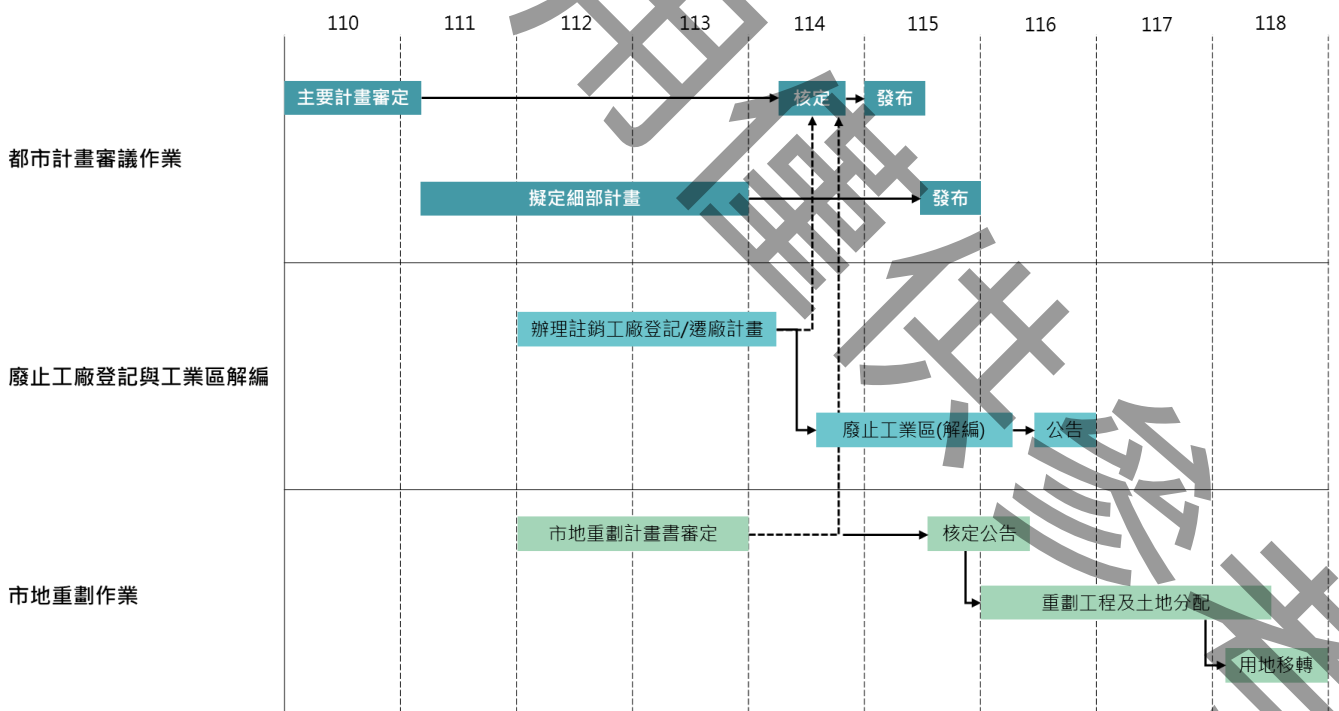 110 111 112 113 114 115 116 117 118
主要計畫審定 核定 發布
都市計畫審議作業
擬定細部計畫 發布
辦理註銷工廠登記/遷廠計畫
廢止工廠登記與工業區解編
廢止工業區(解編) 公告
市地重劃計畫書審定 核定公告
市地重劃作業
重劃工程及土地分配
用地移轉
用僅供參考